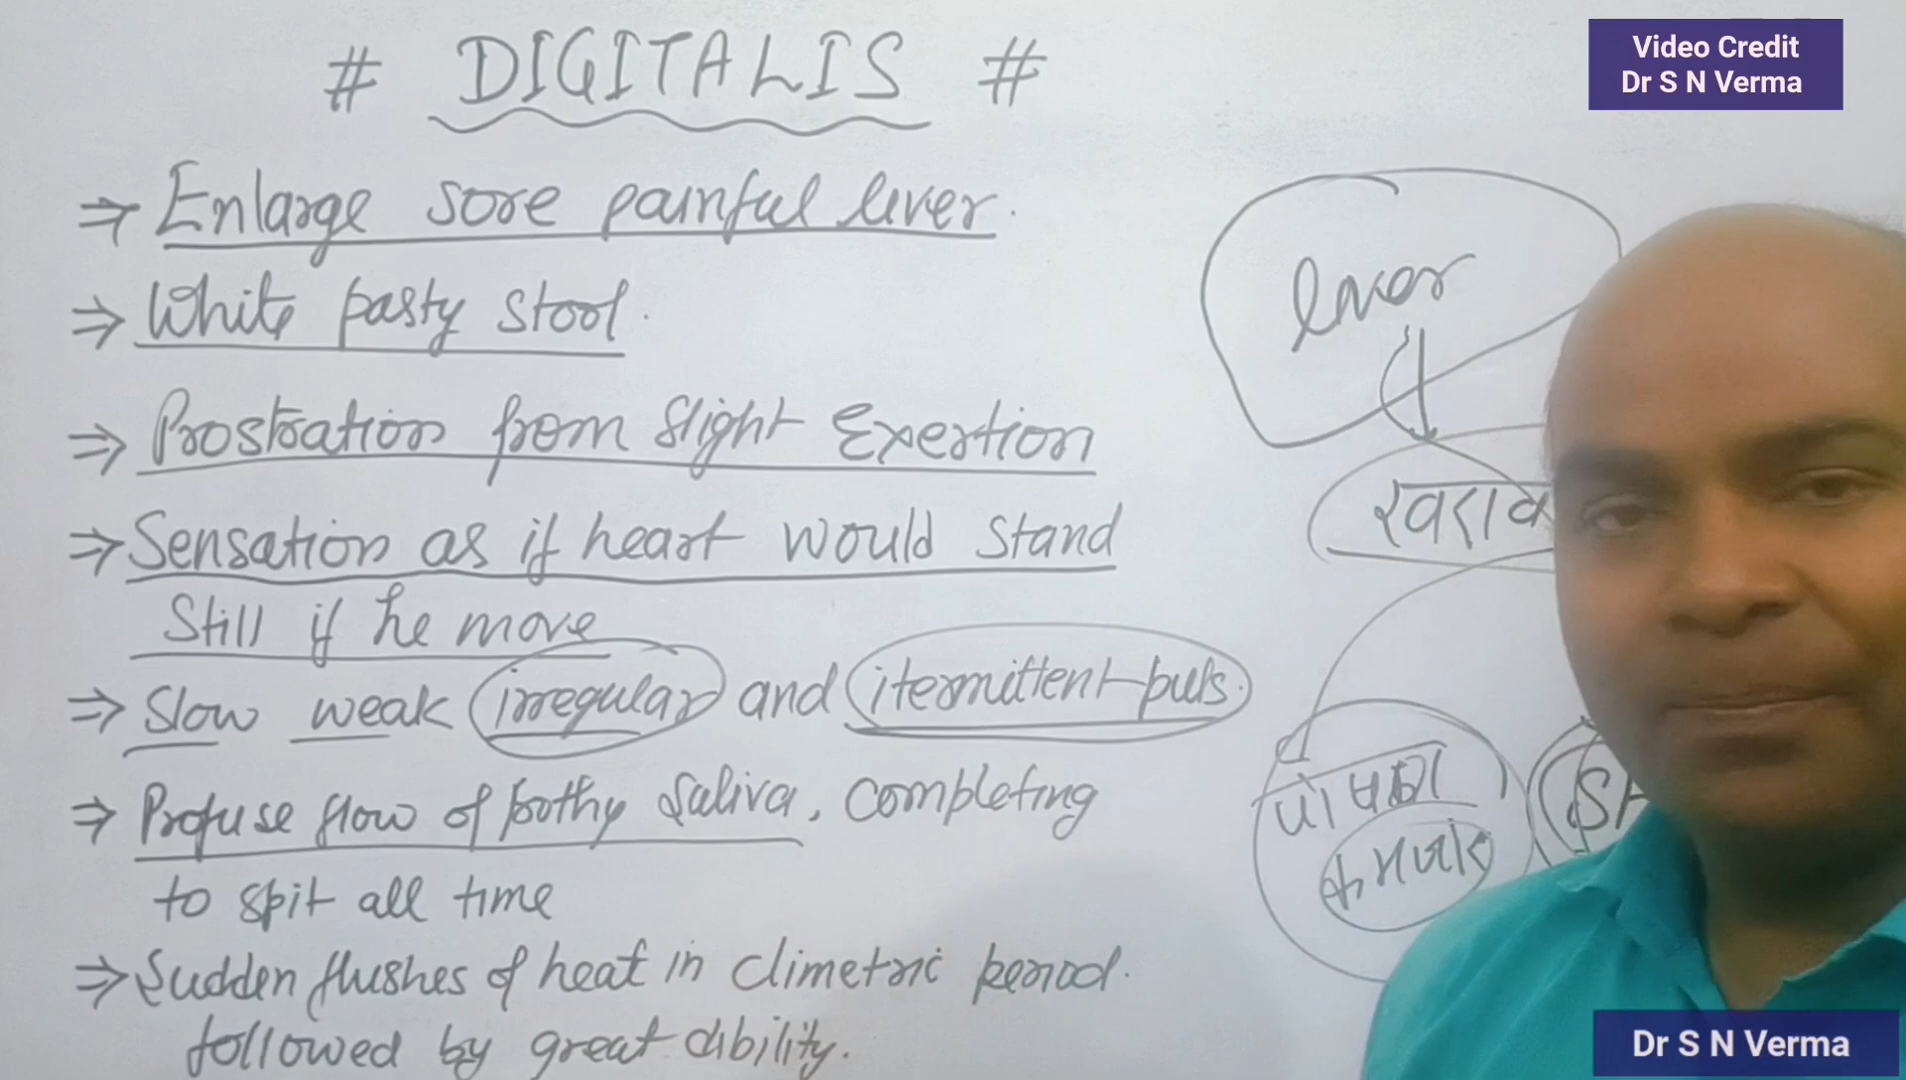 # DIGITALIS #
Video Credit
Dr S N Verma
⇒ Enlarge sore painful liver.
⇒ White pasty stool.
⇒ Prostration from slight Exertion
⇒ Sensation as if heart would stand
still if he move
⇒ Slow weak irregular and itermittent puls.
⇒ Profuse flow of frothy saliva, completing
to spit all time
⇒ Sudden flushes of heat in climetric period.
followed by great dibility.
liver
खराब
कमजोर
Dr S N Verma